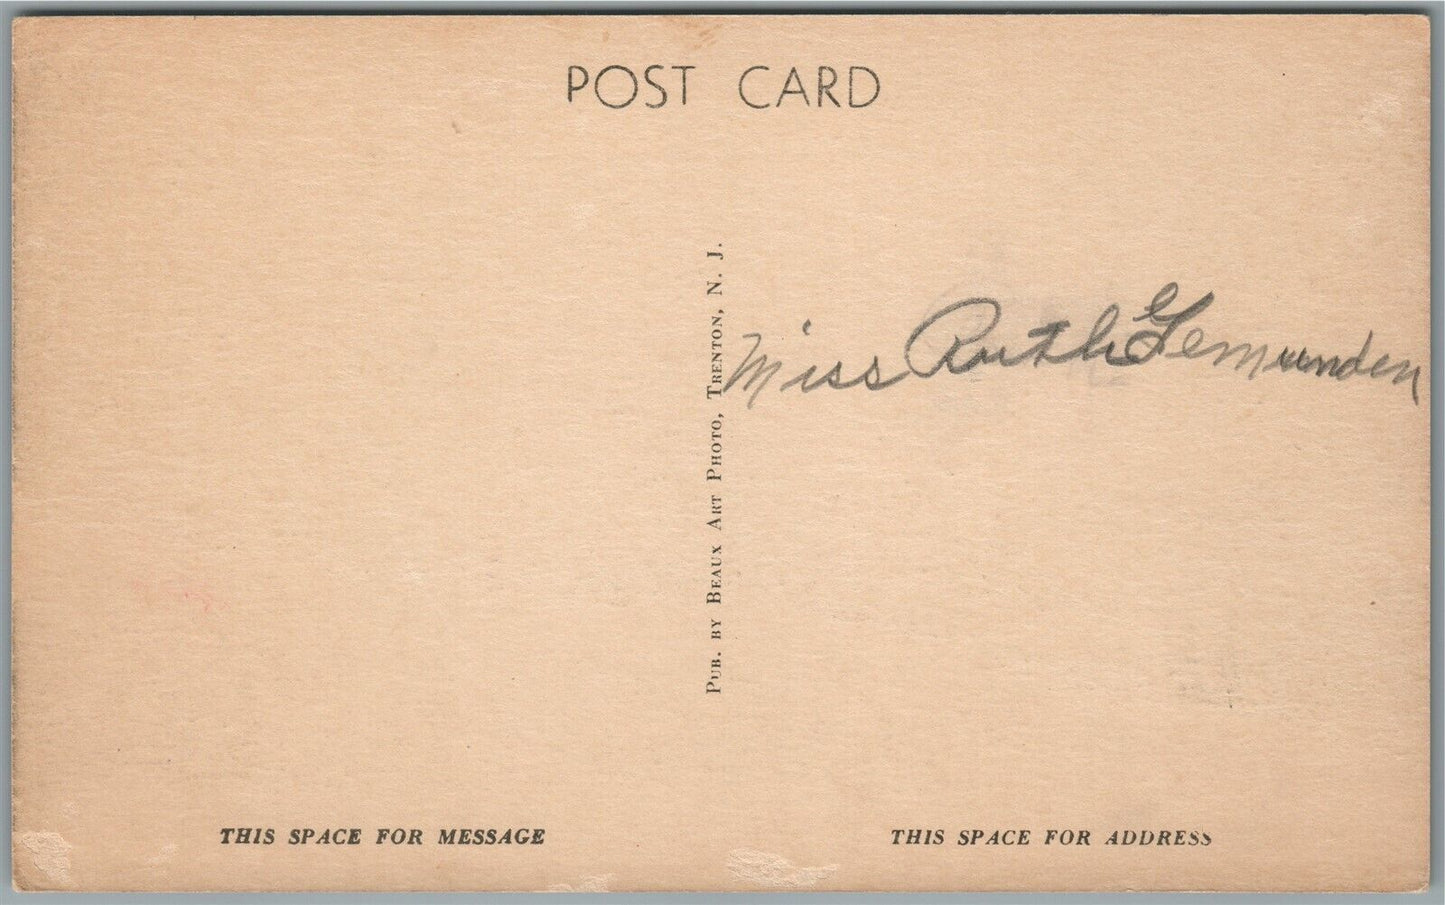 POST CARD
PUB. BY BEAUX ART PHOTO, TRENTON, N. J.
Miss Ruth Gemunden
THIS SPACE FOR MESSAGE
THIS SPACE FOR ADDRESS